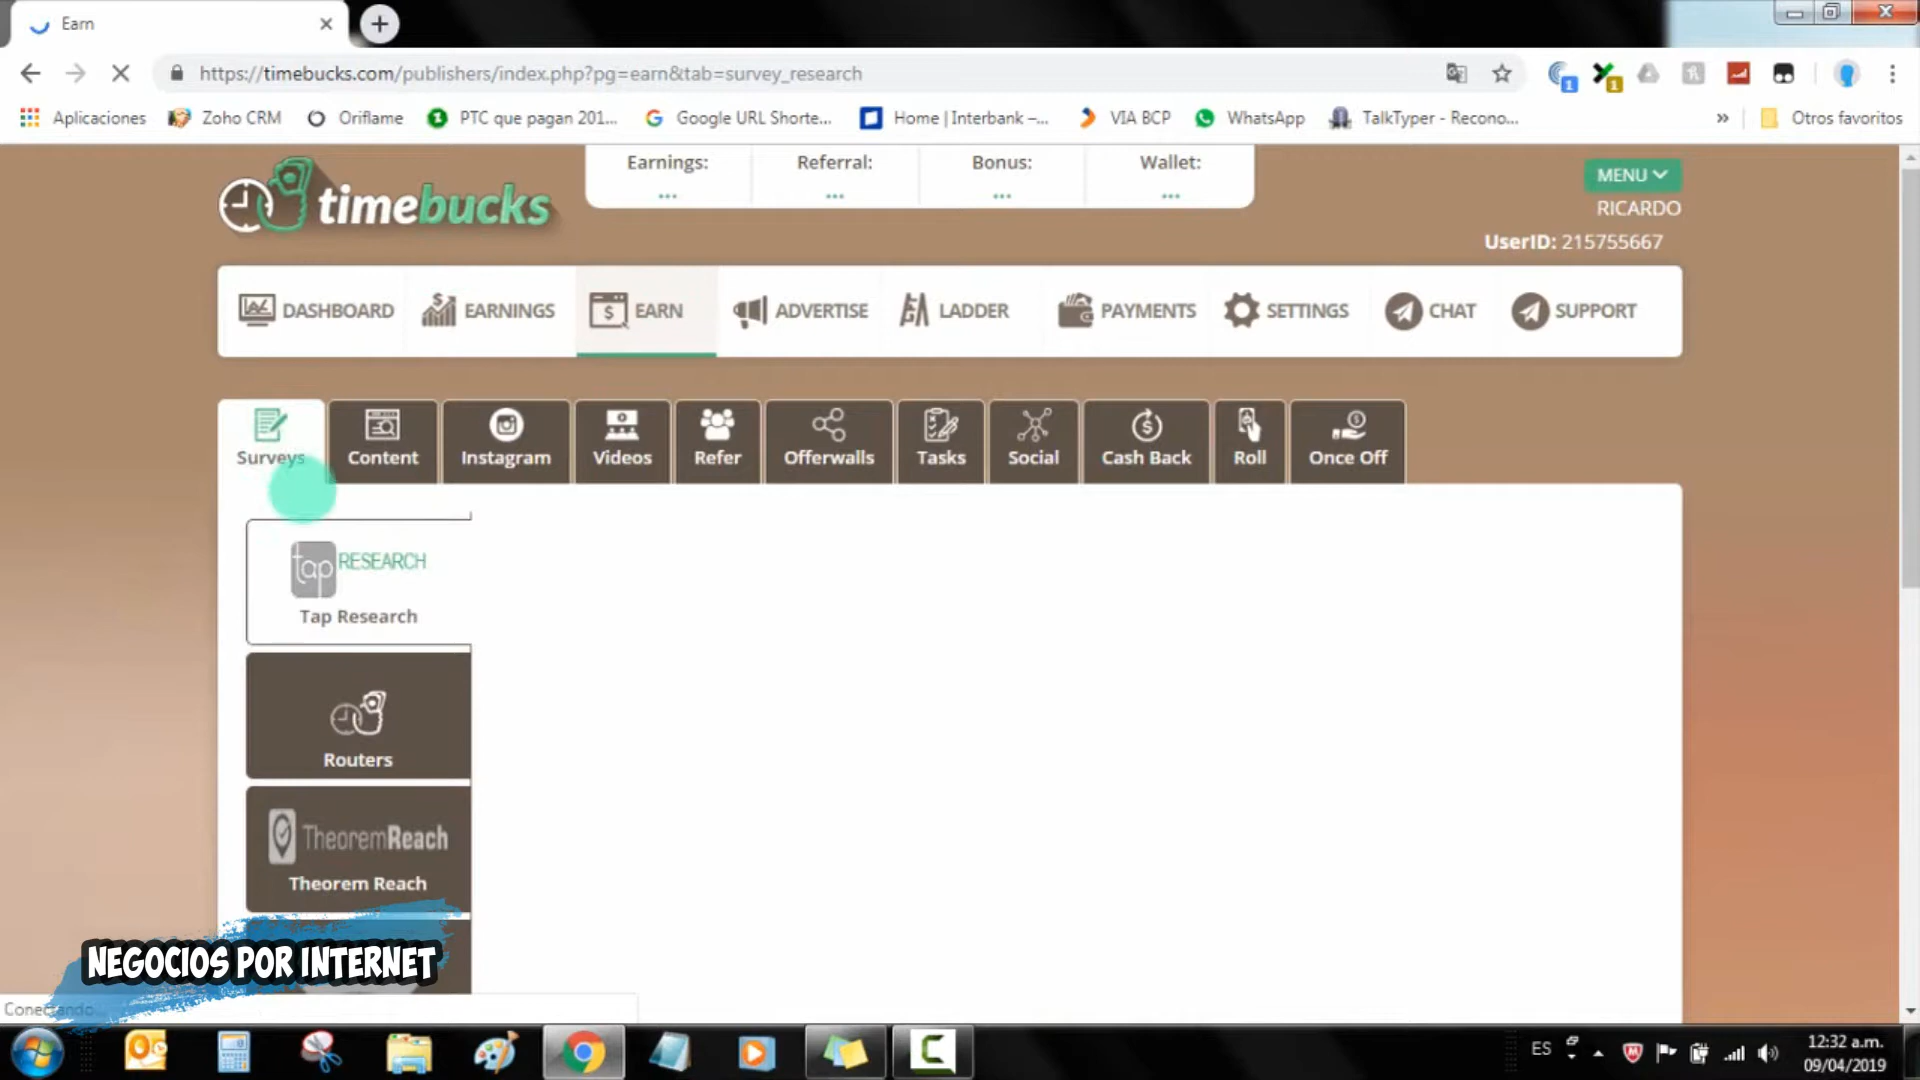 Earn
https://timebucks.com/publishers/index.php?pg=earn&tab=survey_research
Aplicaciones Zoho CRM Oriflame PTC que pagan 201... Google URL Shorte... Home | Interbank –... VIA BCP WhatsApp TalkTyper - Recono... » Otros favoritos
timebucks
Earnings: Referral: Bonus: Wallet:
... ... ... ...
MENU
RICARDO
UserID: 215755667
DASHBOARD EARNINGS EARN ADVERTISE LADDER PAYMENTS SETTINGS CHAT SUPPORT
Surveys Content Instagram Videos Refer Offerwalls Tasks Social Cash Back Roll Once Off
tap RESEARCH
Tap Research
Routers
TheoremReach
Theorem Reach
NEGOCIOS POR INTERNET
Conectando...
ES
12:32 a.m.
09/04/2019